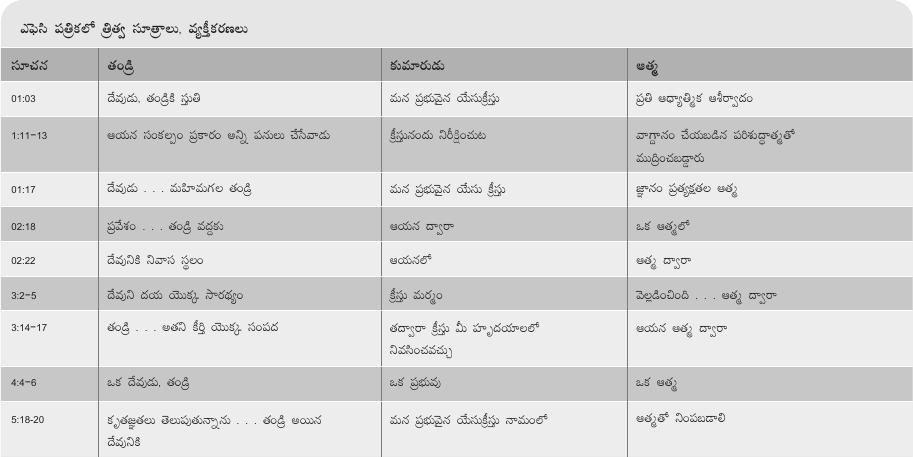 ఎఫెసి పత్రికలో త్రిత్వ సూత్రాలు, వ్యక్తీకరణలు
సూచన తండ్రి కుమారుడు ఆత్మ
01:03 దేవుడు, తండ్రికి స్తుతి మన ప్రభువైన యేసుక్రీస్తు ప్రతి ఆధ్యాత్మిక ఆశీర్వాదం
1:11–13 ఆయన సంకల్పం ప్రకారం అన్ని పనులు చేసేవాడు క్రీస్తునందు నిరీక్షించుట వాగ్దానం చేయబడిన పరిశుద్ధాత్మతో
ముద్రించబడ్డారు
01:17 దేవుడు . . . మహిమగల తండ్రి మన ప్రభువైన యేసు క్రీస్తు జ్ఞానం ప్రత్యక్షతల ఆత్మ
02:18 ప్రవేశం . . . తండ్రి వద్దకు ఆయన ద్వారా ఒక ఆత్మలో
02:22 దేవునికి నివాస స్థలం ఆయనలో ఆత్మ ద్వారా
3:2–5 దేవుని దయ యొక్క సారథ్యం క్రీస్తు మర్మం వెల్లడించింది . . . ఆత్మ ద్వారా
3:14–17 తండ్రి . . . అతని కీర్తి యొక్క సంపద తద్వారా క్రీస్తు మీ హృదయాలలో ఆయన ఆత్మ ద్వారా
నివసించవచ్చు
4:4–6 ఒక దేవుడు, తండ్రి ఒక ప్రభువు ఒక ఆత్మ
5:18-20 కృతజ్ఞతలు తెలుపుతున్నాను . . . తండ్రి అయిన మన ప్రభువైన యేసుక్రీస్తు నామంలో ఆత్మతో నింపబడాలి
దేవునికి